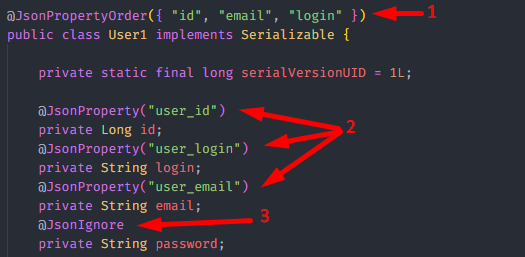 @JsonPropertyOrder({ "id", "email", "login" }) 1
public class User1 implements Serializable {
private static final long serialVersionUID = 1L;
@JsonProperty("user_id")
private Long id; 2
@JsonProperty("user_login")
private String login;
@JsonProperty("user_email")
private String email;
@JsonIgnore 3
private String password;